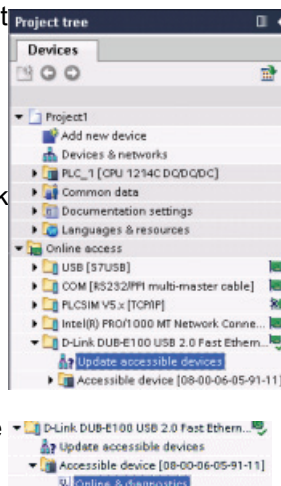 t
Project tree
Devices
Project1
Add new device
Devices & networks
PLC_1 [CPU 1214C DC/DC/DC]
k
Common data
Documentation settings
Languages & resources
Online access
USB [S7USB]
COM [RS232/PPI multi-master cable]
PLCSIM V5.x [TCP/IP]
Intel(R) PRO/1000 MT Network Conne...
D-Link DUB-E100 USB 2.0 Fast Ethern...
Update accessible devices
Accessible device [08-00-06-05-91-11]
e
D-Link DUB-E100 USB 2.0 Fast Ethern...
Update accessible devices
Accessible device [08-00-06-05-91-11]
Online & diagnostics